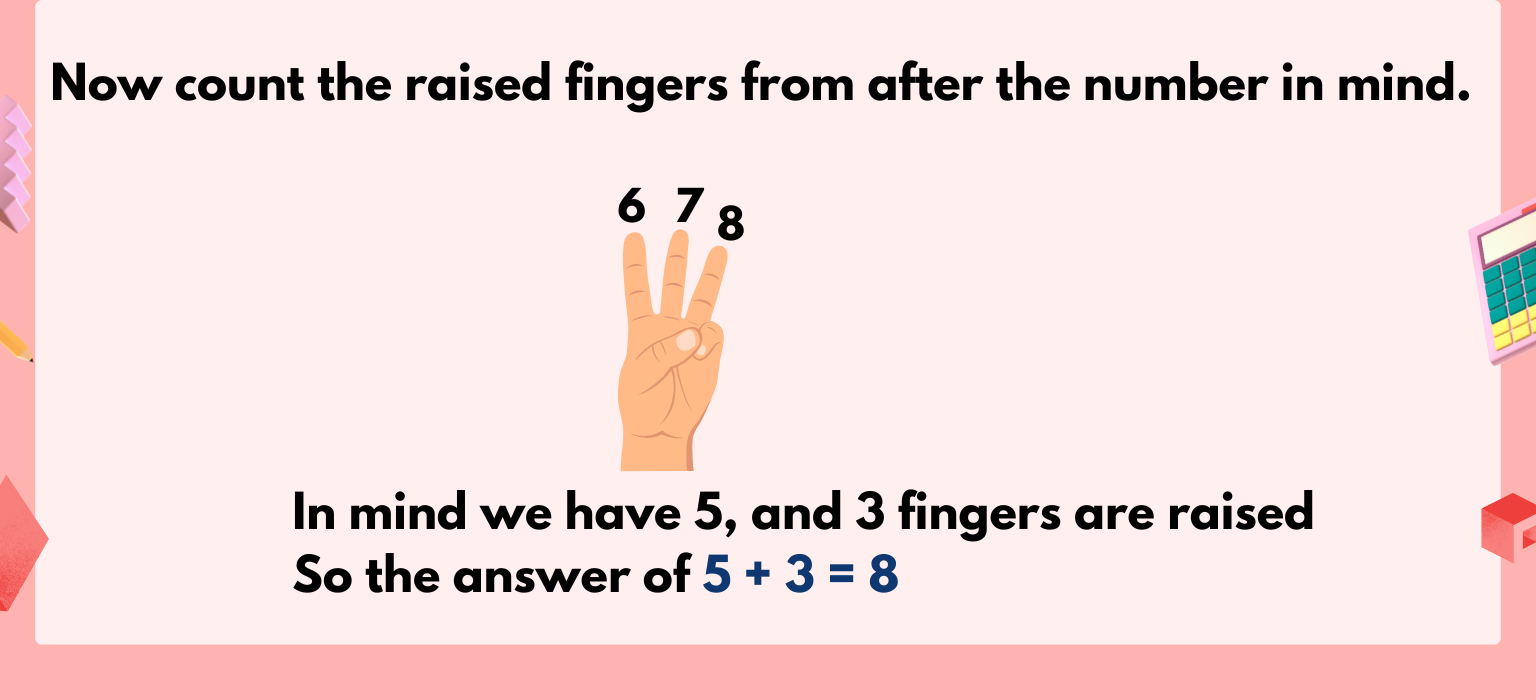 Now count the raised fingers from after the number in mind.
6 7 8
In mind we have 5, and 3 fingers are raised
So the answer of 5 + 3 = 8